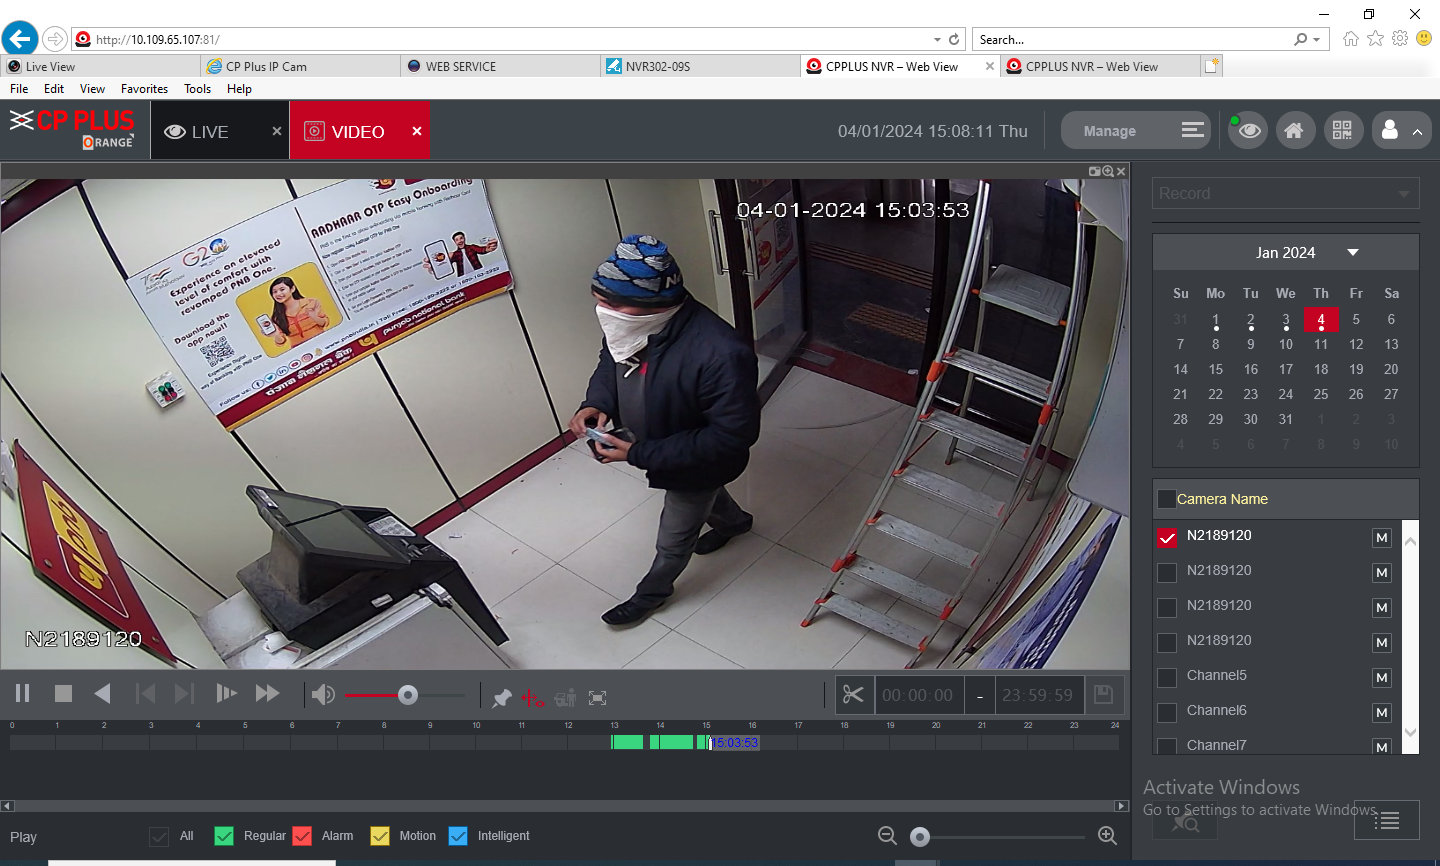 http://10.109.65.107:81/
Search...
Live View
CP Plus IP Cam
WEB SERVICE
NVR302-09S
CPPLUS NVR – Web View
CPPLUS NVR – Web View
File Edit View Favorites Tools Help
CP PLUS
ORANGE
LIVE
VIDEO
04/01/2024 15:08:11 Thu
Manage
04-01-2024 15:03:53
G20
Experience an elevated
level of comfort with
revamped PNB One.
Download the
app now!!
AADHAAR OTP Easy Onboarding
punjab national bank
Follow us:
N2189120
Record
Jan 2024
Su Mo Tu We Th Fr Sa
31 1 2 3 4 5 6
7 8 9 10 11 12 13
14 15 16 17 18 19 20
21 22 23 24 25 26 27
28 29 30 31 1 2 3
4 5 6 7 8 9 10
Camera Name
N2189120 M
N2189120 M
N2189120 M
N2189120 M
Channel5 M
Channel6 M
Channel7 M
00:00:00 - 23:59:59
0 1 2 3 4 5 6 7 8 9 10 11 12 13 14 15 16 17 18 19 20 21 22 23 24
15:03:53
Activate Windows
Go to Settings to activate Windows.
Play
All
Regular
Alarm
Motion
Intelligent